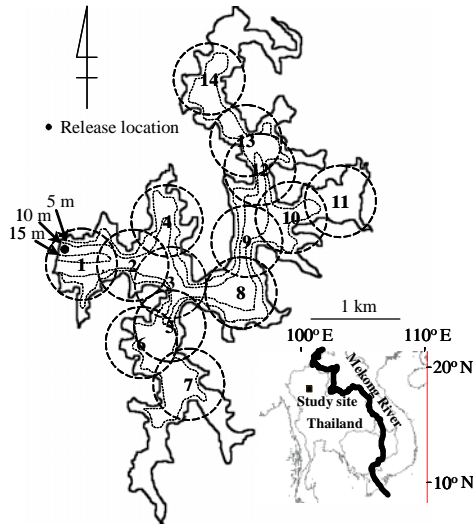 14
Release location
13
12
11
5 m
10 m
15 m
4
10
9
1
2
3
8
1 km
5
6
7
100°E
110°E
20°N
Mekong River
Study site
Thailand
10°N